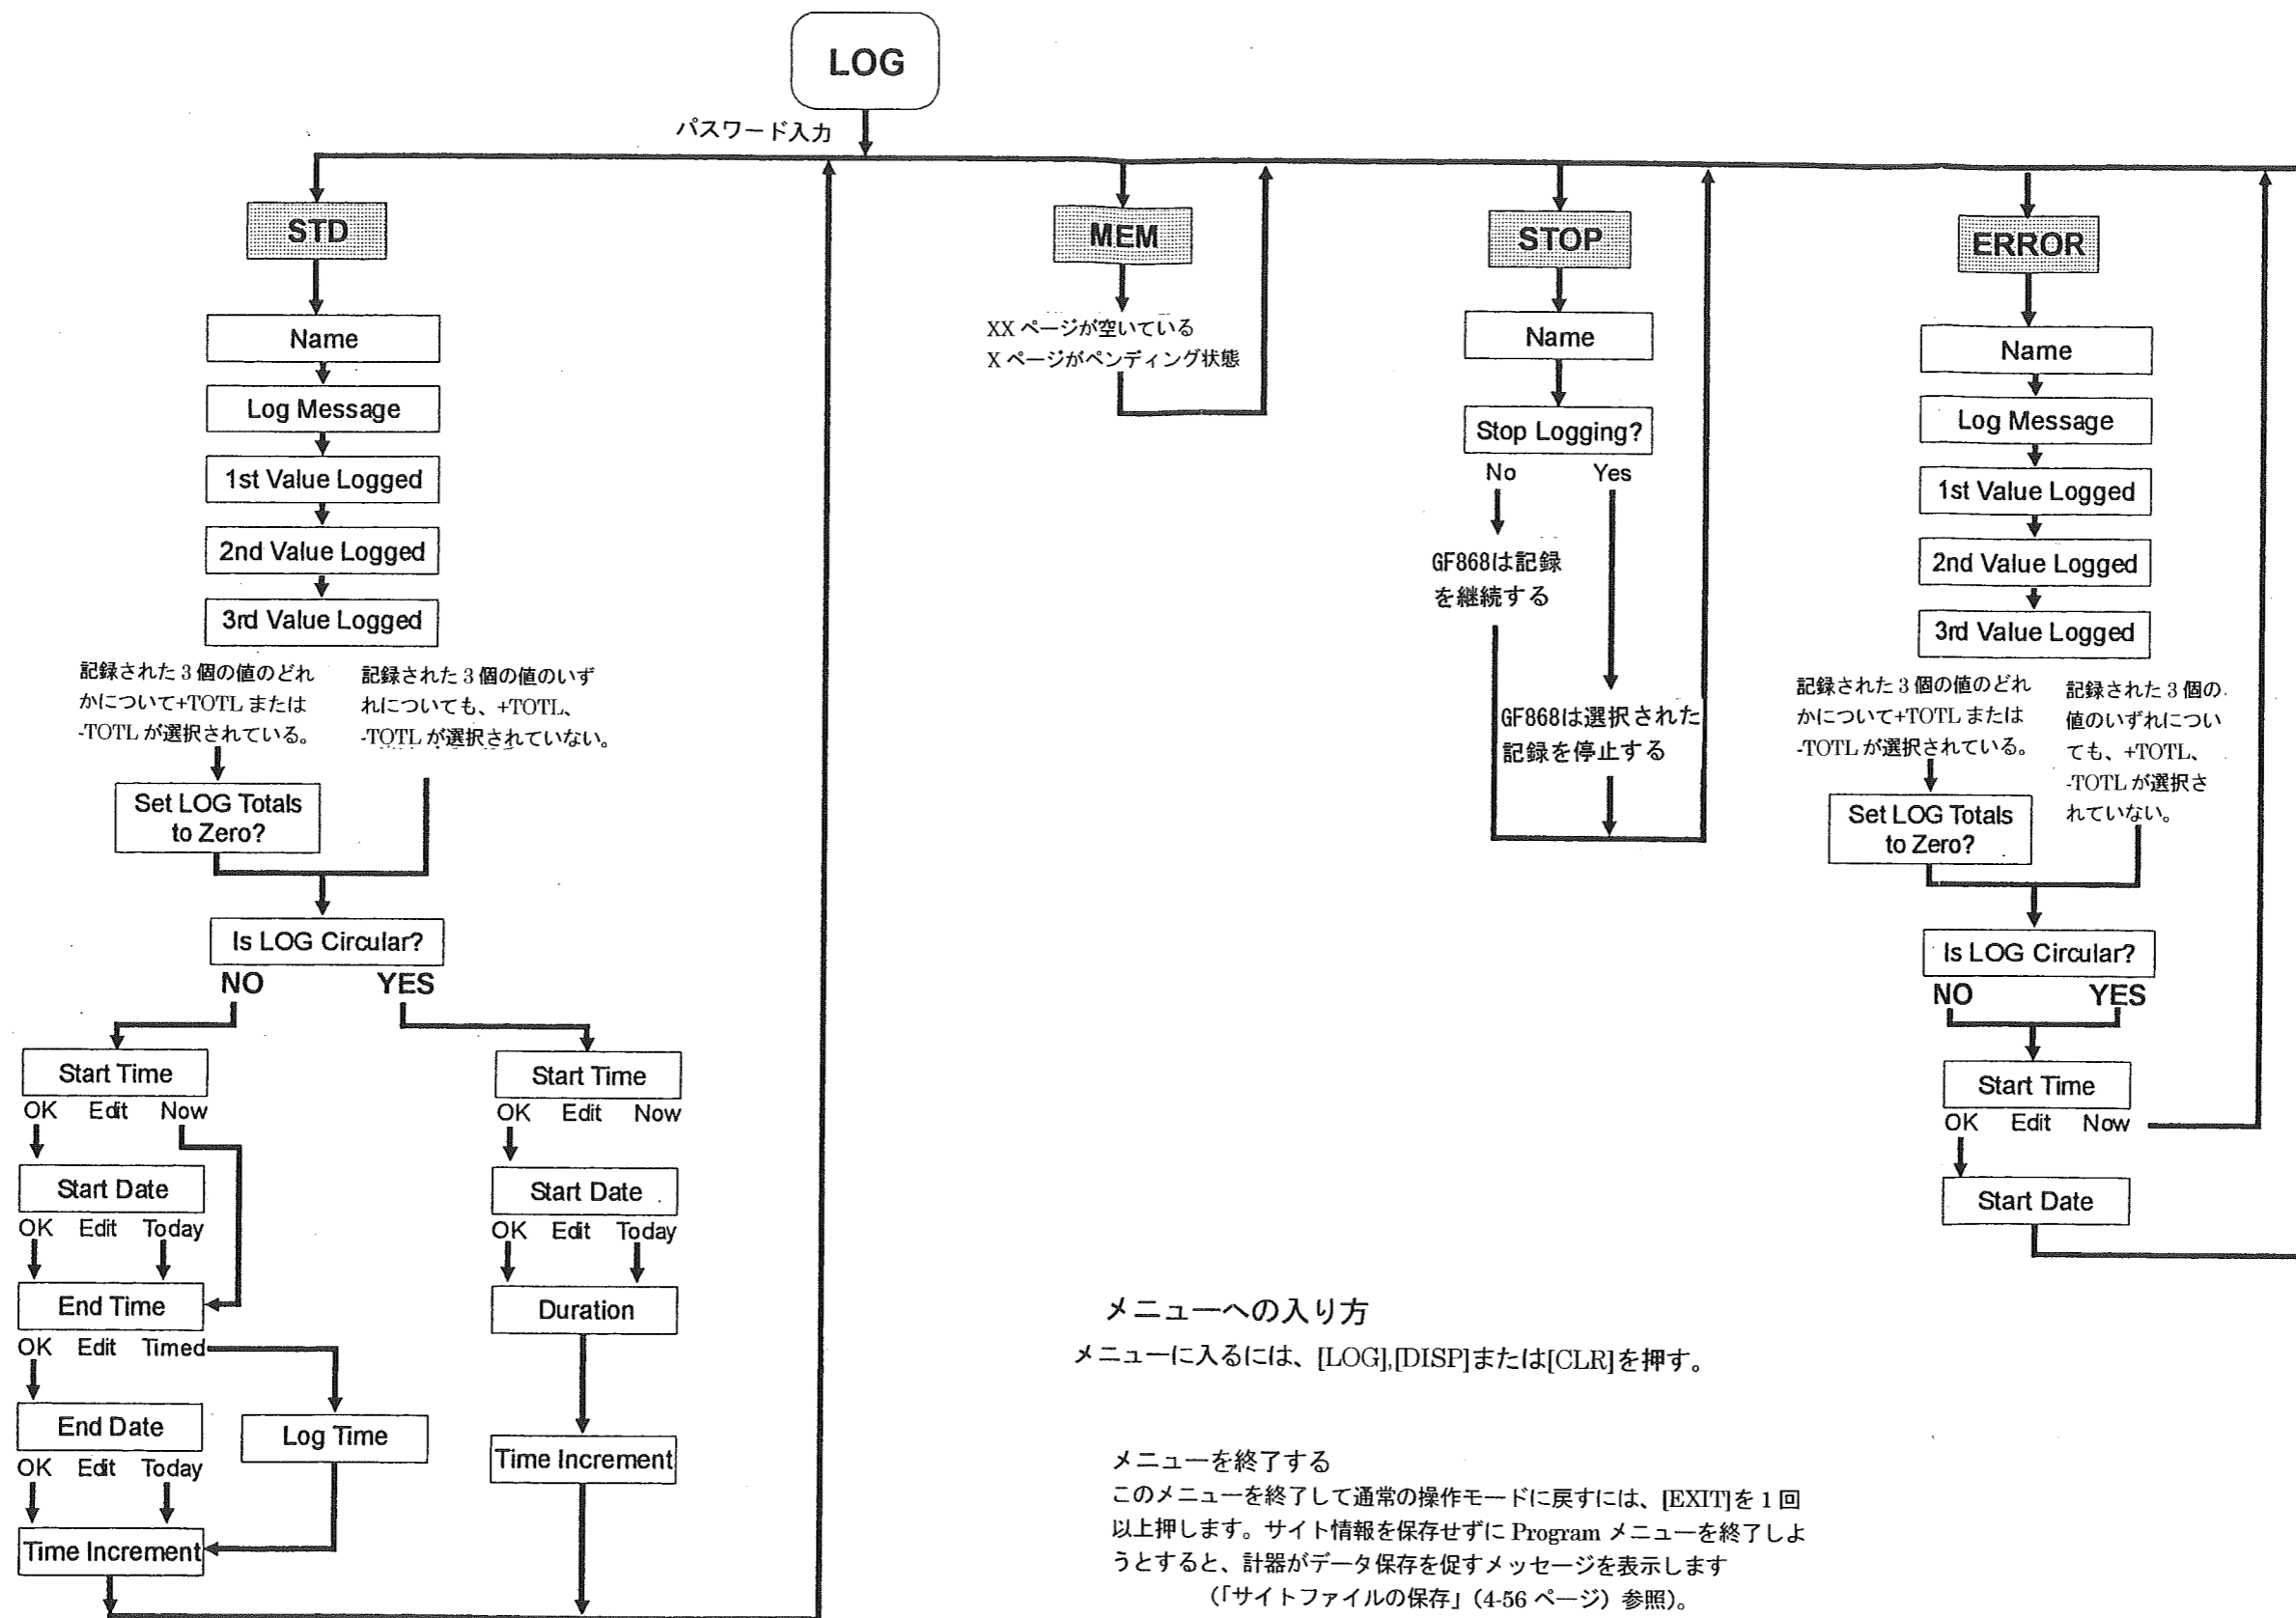 LOG
パスワード入力
STD
Name
Log Message
1st Value Logged
2nd Value Logged
3rd Value Logged
記録された 3 個の値のどれ
かについて+TOTL または
-TOTL が選択されている。
記録された 3 個の値のいず
れについても、+TOTL、
-TOTL が選択されていない。
Set LOG Totals
to Zero?
Is LOG Circular?
NO YES
Start Time
OK Edit Now
Start Date
OK Edit Today
End Time
OK Edit Timed
End Date
OK Edit Today
Log Time
Time Increment
Start Time
OK Edit Now
Start Date
OK Edit Today
Duration
Time Increment
MEM
XX ページが空いている
X ページがペンディング状態
STOP
Name
Stop Logging?
No Yes
GF868は記録
を継続する
GF868は選択された
記録を停止する
ERROR
Name
Log Message
1st Value Logged
2nd Value Logged
3rd Value Logged
記録された 3 個の値のどれ
かについて+TOTL または
-TOTL が選択されている。
記録された 3 個の
値のいずれについ
ても、+TOTL、
-TOTL が選択さ
れていない。
Set LOG Totals
to Zero?
Is LOG Circular?
NO YES
Start Time
OK Edit Now
Start Date
メニューへの入り方
メニューに入るには、[LOG],[DISP]または[CLR]を押す。
メニューを終了する
このメニューを終了して通常の操作モードに戻すには、[EXIT]を 1 回
以上押します。サイト情報を保存せずに Program メニューを終了しよ
うとすると、計器がデータ保存を促すメッセージを表示します
(「サイトファイルの保存」(4-56 ページ) 参照)。